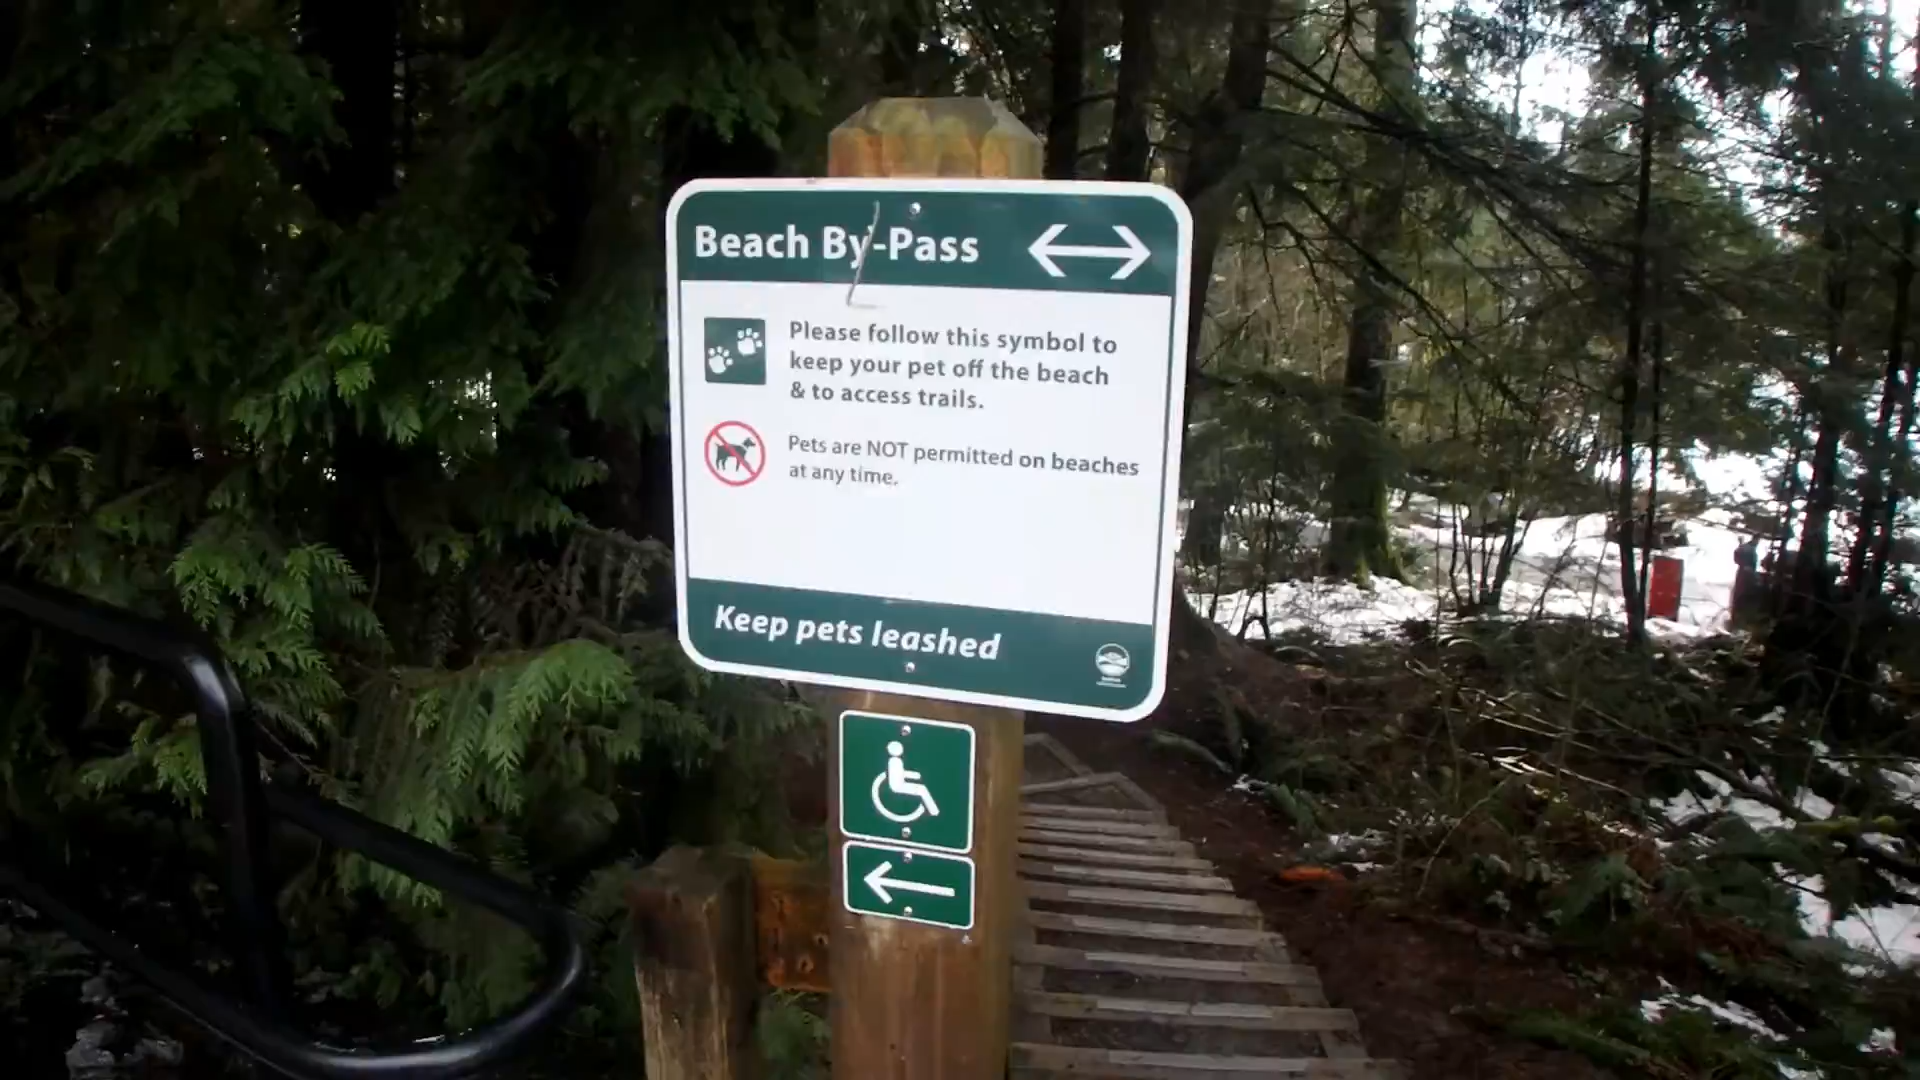 Beach By-Pass
Please follow this symbol to
keep your pet off the beach
& to access trails.
Pets are NOT permitted on beaches
at any time.
Keep pets leashed